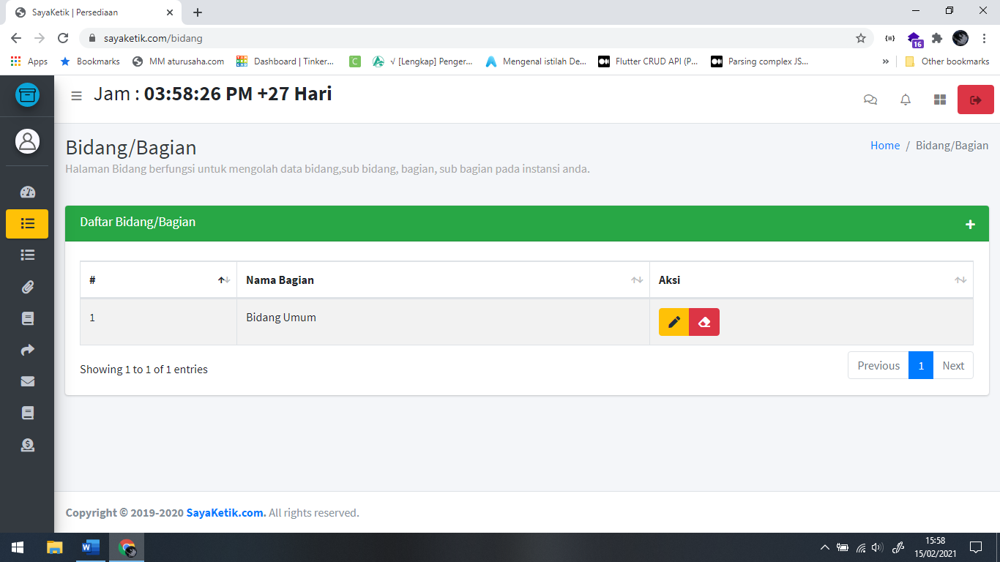 SayaKetik | Persediaan
sayaketik.com/bidang
16
Apps Bookmarks MM aturusaha.com Dashboard | Tinker... C √ [Lengkap] Penger... Mengenal istilah De... Flutter CRUD API (P... Parsing complex JS... » Other bookmarks
Jam : 03:58:26 PM +27 Hari
Bidang/Bagian
Home / Bidang/Bagian
Halaman Bidang berfungsi untuk mengolah data bidang,sub bidang, bagian, sub bagian pada instansi anda.
Daftar Bidang/Bagian
# Nama Bagian Aksi
1 Bidang Umum
Showing 1 to 1 of 1 entries
Previous 1 Next
Copyright © 2019-2020 SayaKetik.com. All rights reserved.
15:58
15/02/2021